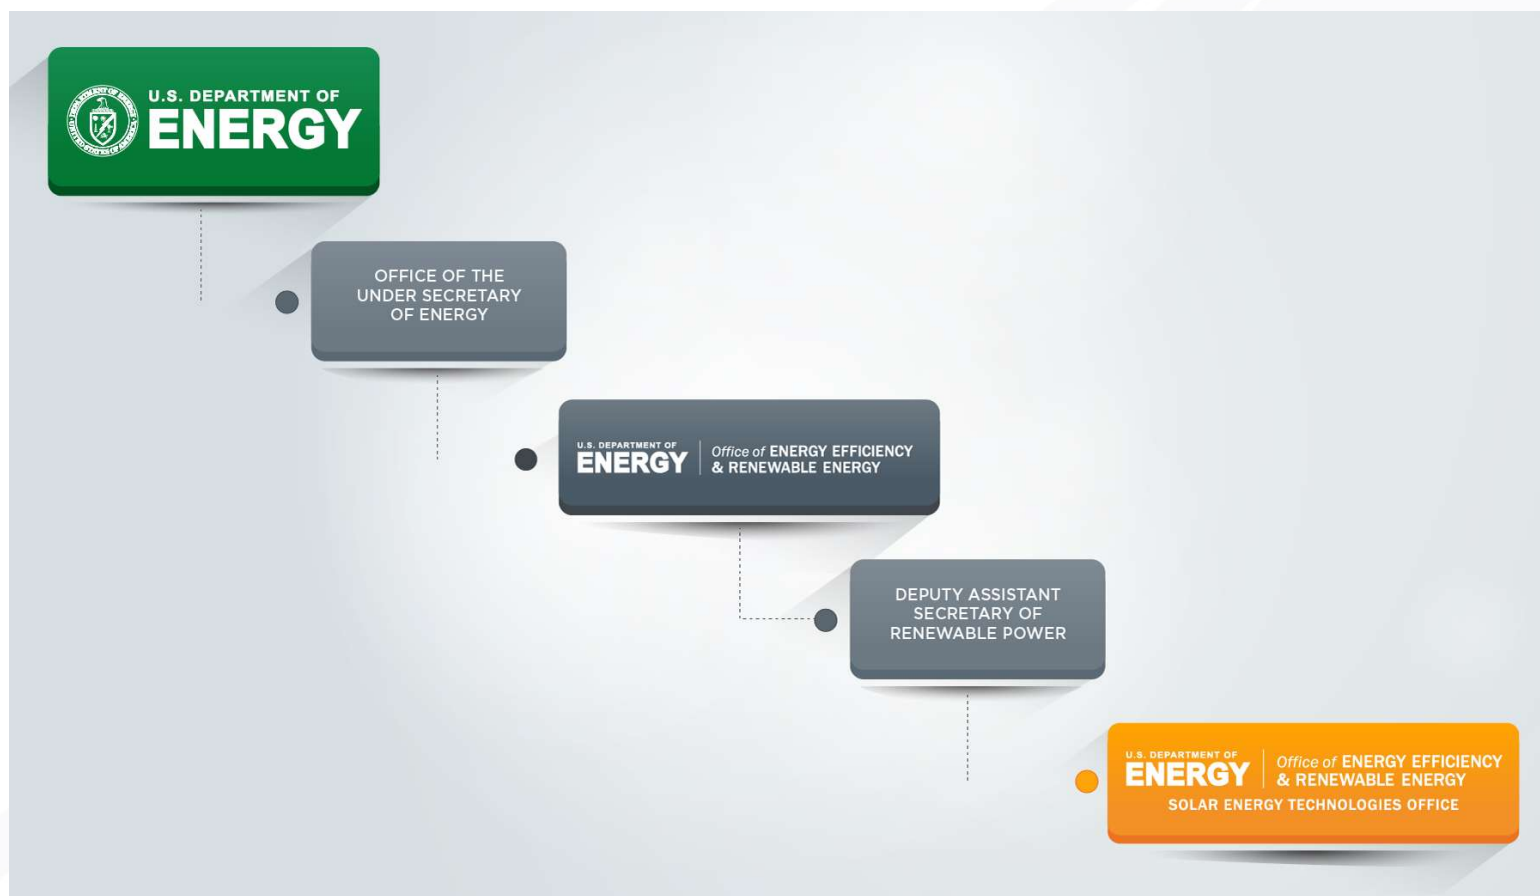 U.S. DEPARTMENT OF
ENERGY
OFFICE OF THE
UNDER SECRETARY
OF ENERGY
U.S. DEPARTMENT OF
ENERGY
Office of ENERGY EFFICIENCY
& RENEWABLE ENERGY
DEPUTY ASSISTANT
SECRETARY OF
RENEWABLE POWER
U.S. DEPARTMENT OF
ENERGY
Office of ENERGY EFFICIENCY
& RENEWABLE ENERGY
SOLAR ENERGY TECHNOLOGIES OFFICE